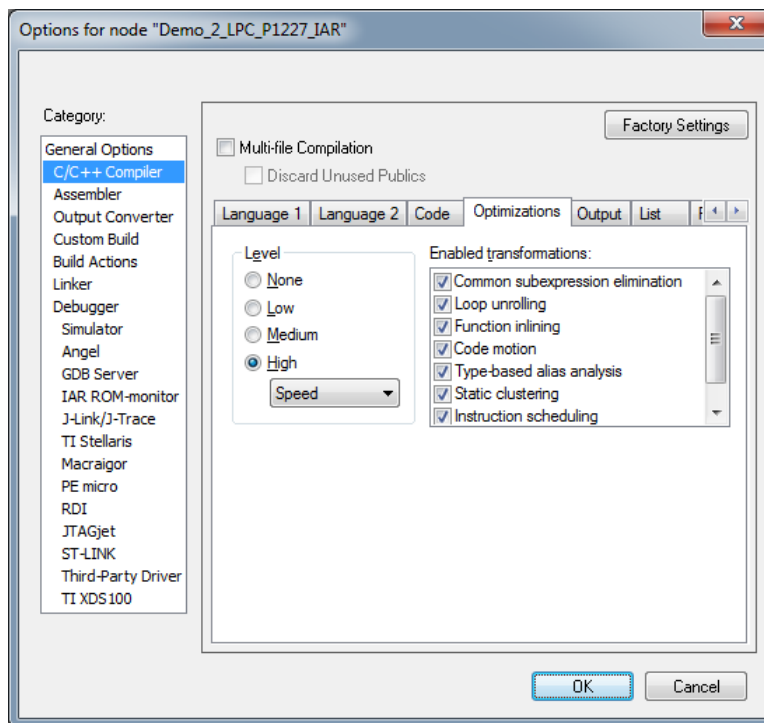 Options for node "Demo_2_LPC_P1227_IAR"
Category:
General Options
C/C++ Compiler
Assembler
Output Converter
Custom Build
Build Actions
Linker
Debugger
Simulator
Angel
GDB Server
IAR ROM-monitor
J-Link/J-Trace
TI Stellaris
Macraigor
PE micro
RDI
JTAGjet
ST-LINK
Third-Party Driver
TI XDS100
Factory Settings
Multi-file Compilation
Discard Unused Publics
Language 1 Language 2 Code Optimizations Output List
Level
None
Low
Medium
High
Speed
Enabled transformations:
Common subexpression elimination
Loop unrolling
Function inlining
Code motion
Type-based alias analysis
Static clustering
Instruction scheduling
OK Cancel